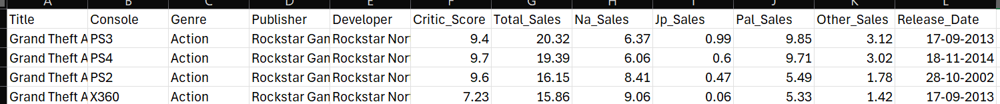 A B C D E F G H I J K L
Title Console Genre Publisher Developer Critic_Score Total_Sales Na_Sales Jp_Sales Pal_Sales Other_Sales Release_Date
Grand Theft A PS3 Action Rockstar Gan Rockstar Nor 9.4 20.32 6.37 0.99 9.85 3.12 17-09-2013
Grand Theft A PS4 Action Rockstar Gan Rockstar Nor 9.7 19.39 6.06 0.6 9.71 3.02 18-11-2014
Grand Theft A PS2 Action Rockstar Gan Rockstar Nor 9.6 16.15 8.41 0.47 5.49 1.78 28-10-2002
Grand Theft A X360 Action Rockstar Gan Rockstar Nor 7.23 15.86 9.06 0.06 5.33 1.42 17-09-2013